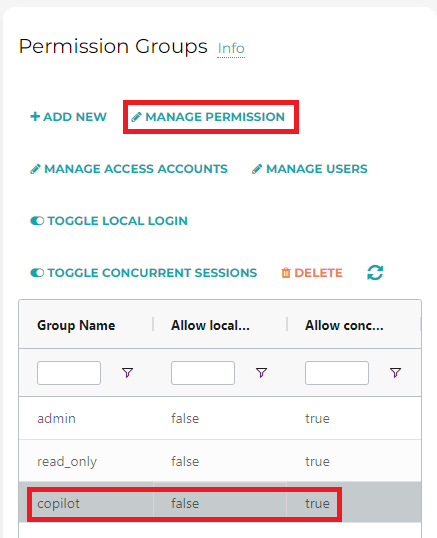 Permission Groups Info
ADD NEW MANAGE PERMISSION
MANAGE ACCESS ACCOUNTS MANAGE USERS
TOGGLE LOCAL LOGIN
TOGGLE CONCURRENT SESSIONS DELETE
Group Name Allow local... Allow conc...
admin false true
read_only false true
copilot false true